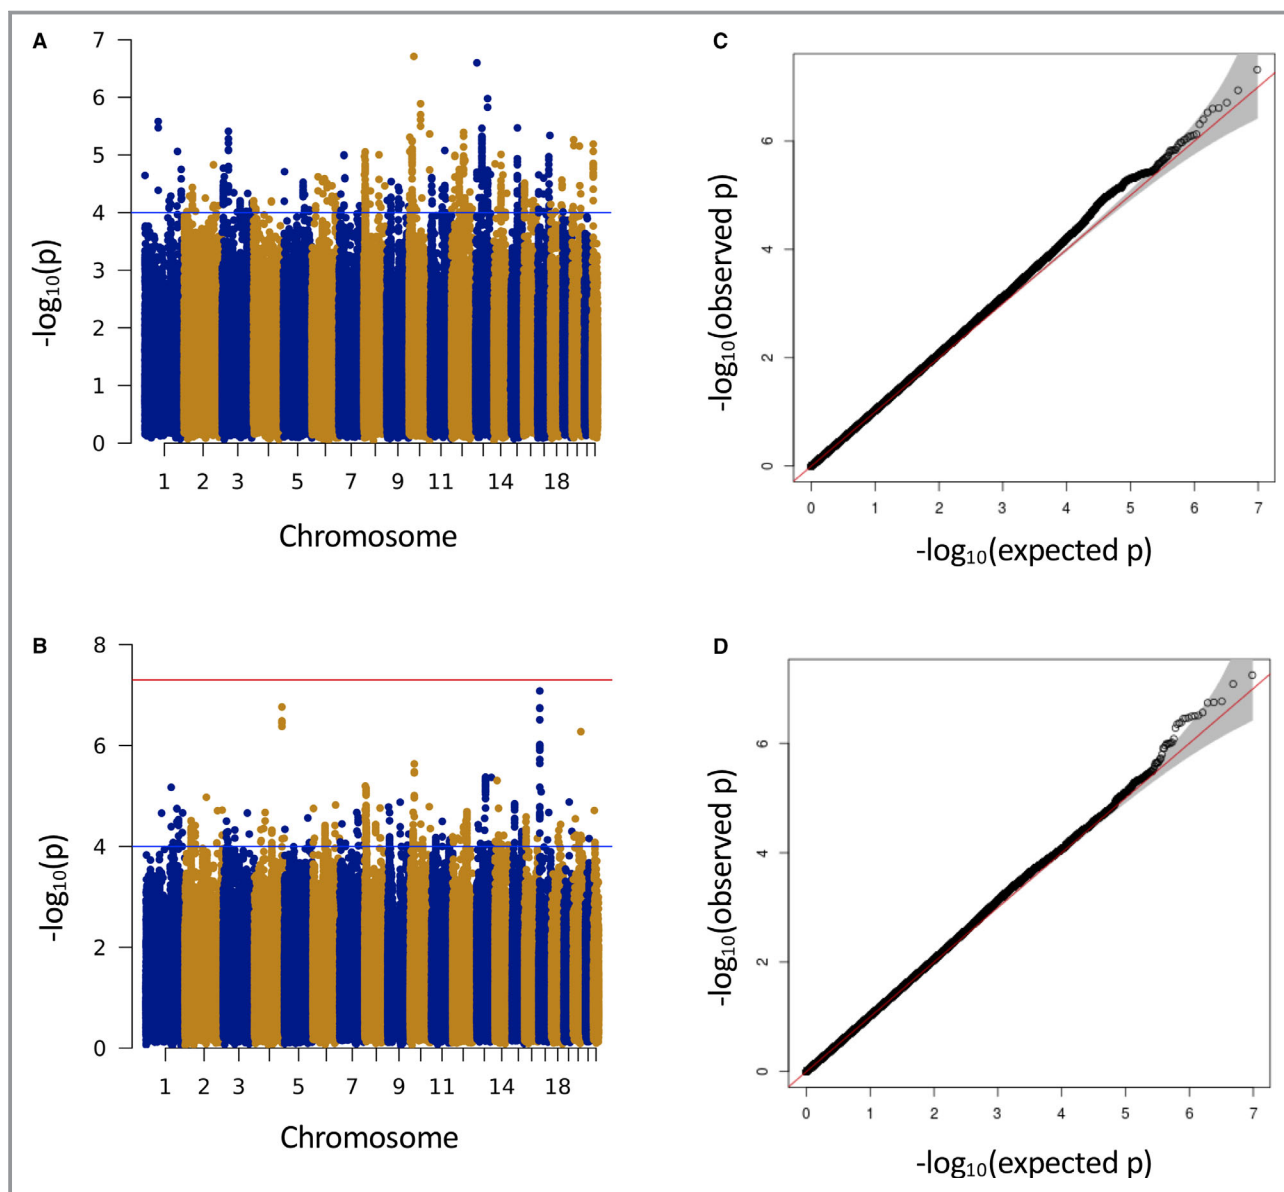 A
7
6
5
4
3
2
1
0
-log₁₀(p)
1 2 3 5 7 9 11 14 18
Chromosome
C
6
4
2
0
-log₁₀(observed p)
0 1 2 3 4 5 6 7
-log₁₀(expected p)
B
8
6
4
2
0
-log₁₀(p)
1 2 3 5 7 9 11 14 18
Chromosome
D
6
4
2
0
-log₁₀(observed p)
0 1 2 3 4 5 6 7
-log₁₀(expected p)